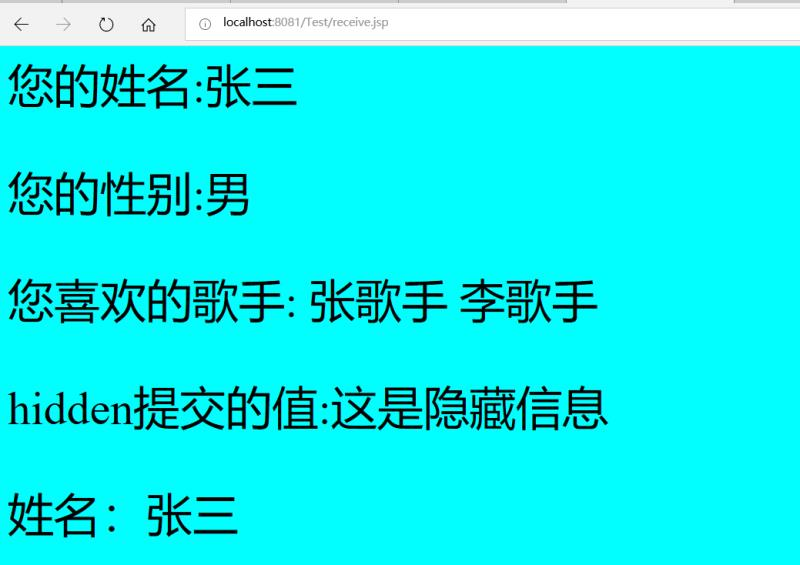 localhost:8081/Test/receive.jsp
您的姓名:张三
您的性别:男
您喜欢的歌手: 张歌手 李歌手
hidden提交的值:这是隐藏信息
姓名：张三